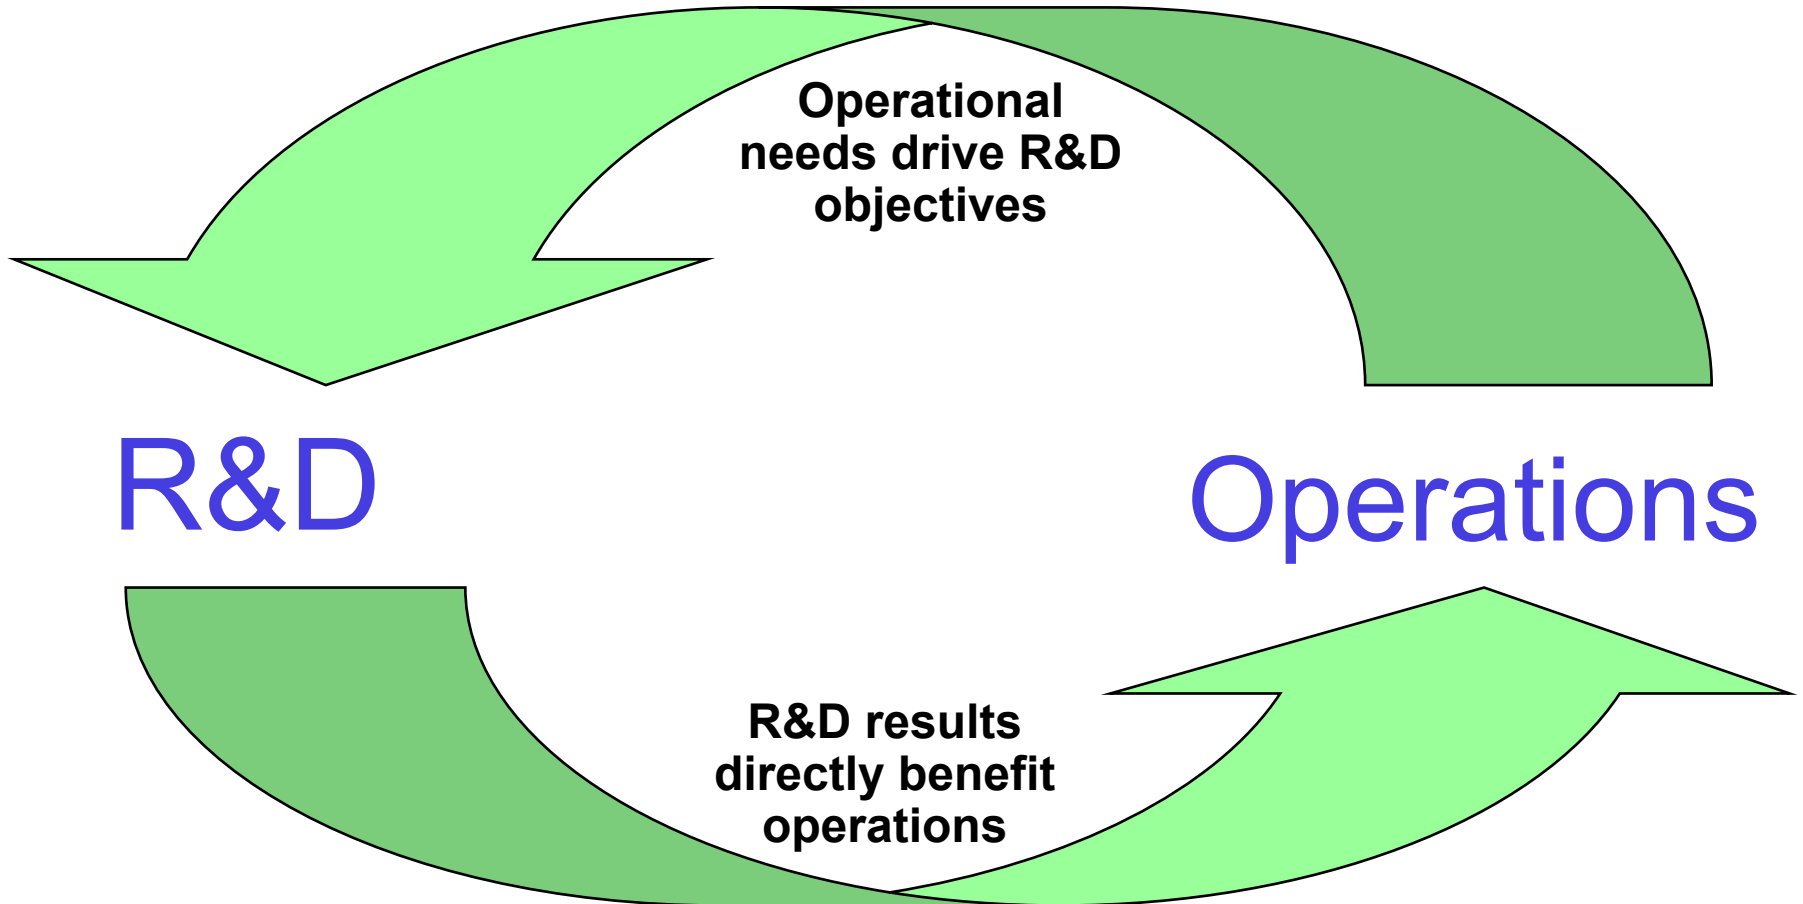 Operational
needs drive R&D
objectives
R&D
Operations
R&D results
directly benefit
operations